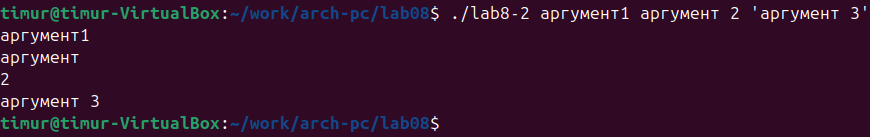 timur@timur-VirtualBox:~/work/arch-pc/lab08$ ./lab8-2 аргумент1 аргумент 2 'аргумент 3'
аргумент1
аргумент
2
аргумент 3
timur@timur-VirtualBox:~/work/arch-pc/lab08$